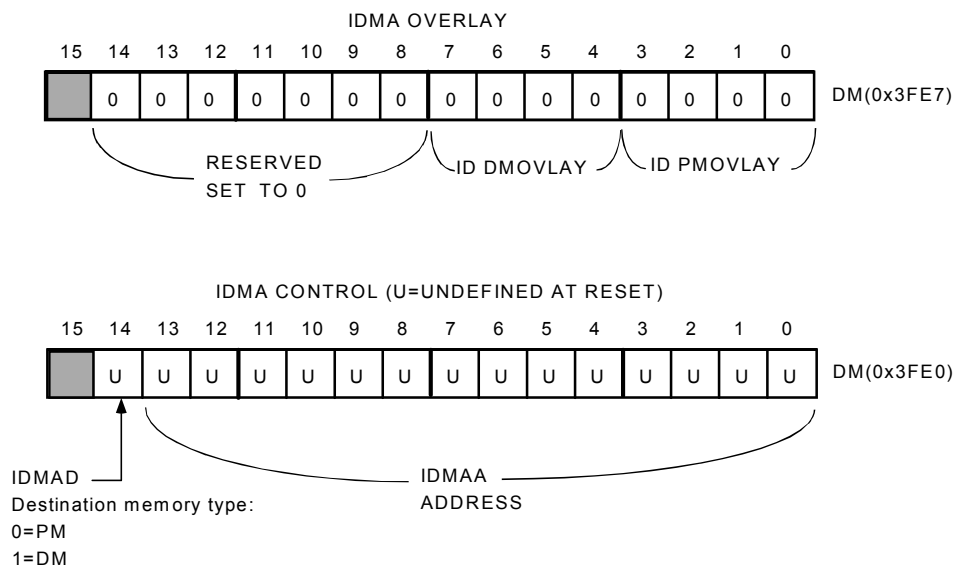 IDMA OVERLAY
15 14 13 12 11 10 9 8 7 6 5 4 3 2 1 0
0 0 0 0 0 0 0 0 0 0 0 0 0 0 0 DM(0x3FE7)
RESERVED
SET TO 0
ID DMOVLAY
ID PMOVLAY
IDMA CONTROL (U=UNDEFINED AT RESET)
15 14 13 12 11 10 9 8 7 6 5 4 3 2 1 0
U U U U U U U U U U U U U U U DM(0x3FE0)
IDMAD
Destination memory type:
0=PM
1=DM
IDMAA
ADDRESS